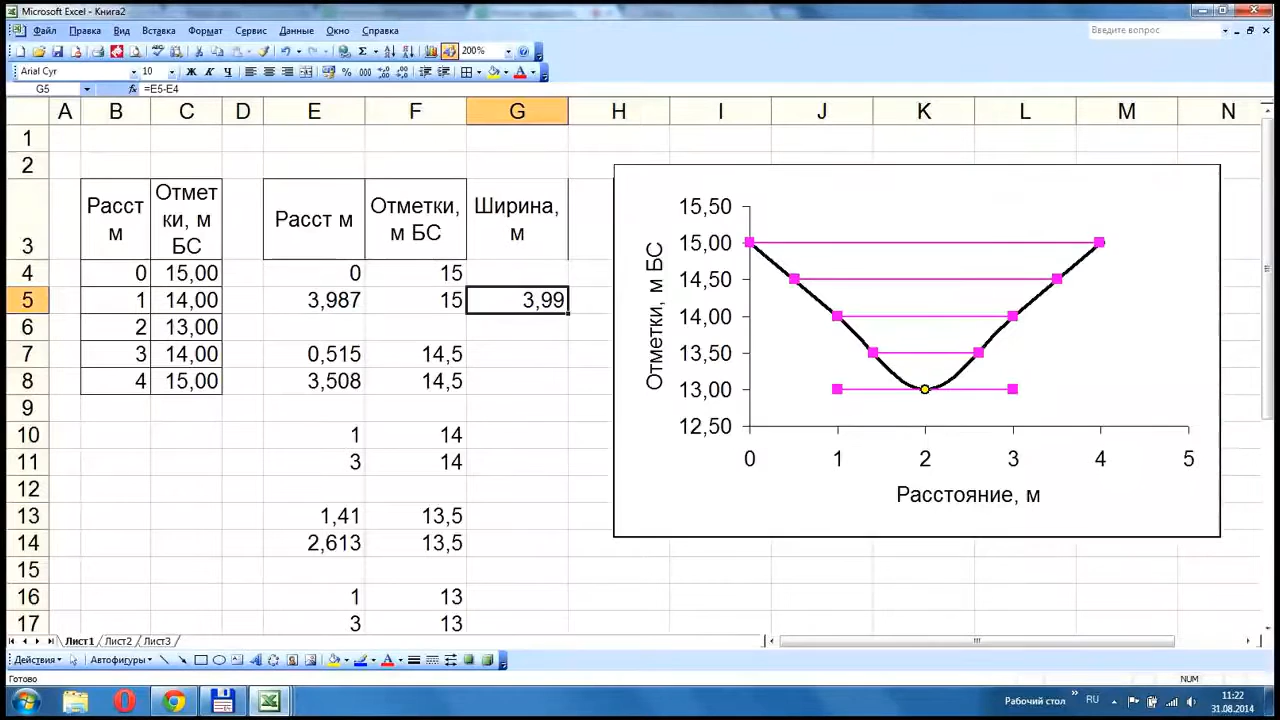 Microsoft Excel - Книга2
Файл Правка Вид Вставка Формат Сервис Данные Окно Справка
Введите вопрос
200%
Arial Cyr 10 Ж К Ч % 000
G5 fx =E5-E4
A B C D E F G H I J K L M N
1
2
3 Расст м Отметки, м БС Расст м Отметки, м БС Ширина, м
4 0 15,00 0 15
5 1 14,00 3,987 15 3,99
6 2 13,00
7 3 14,00 0,515 14,5
8 4 15,00 3,508 14,5
9
10 1 14
11 3 14
12
13 1,41 13,5
14 2,613 13,5
15
16 1 13
17 3 13
Отметки, м БС
15,50
15,00
14,50
14,00
13,50
13,00
12,50
0 1 2 3 4 5
Расстояние, м
Лист1 Лист2 Лист3
Действия Автофигуры
Готово
NUM
Рабочий стол
RU
11:22
31.08.2014